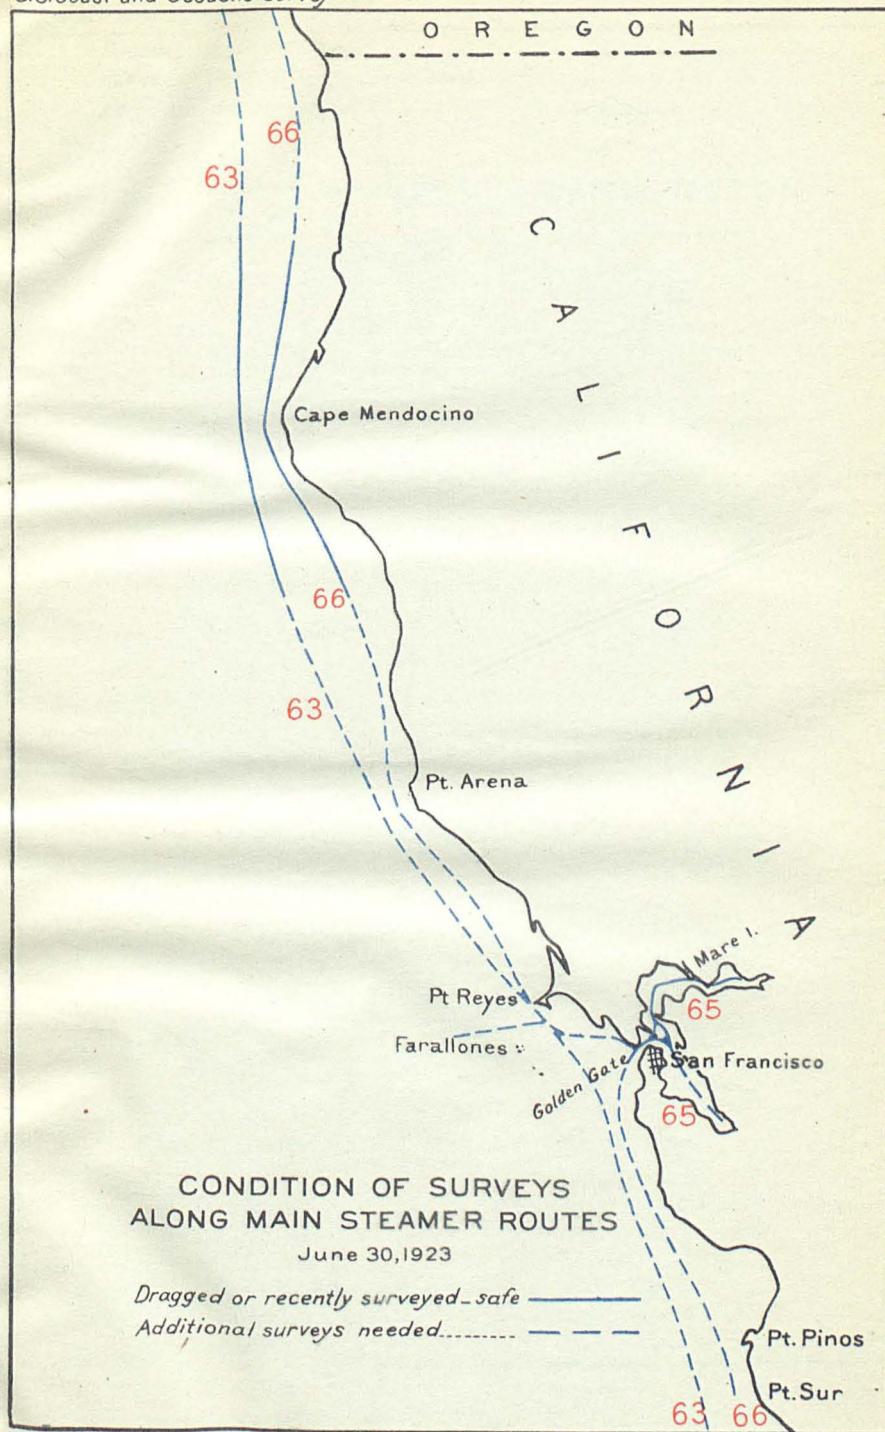 OREGON
66
63
CALIFORNIA
Cape Mendocino
66
63
Pt. Arena
Mare I.
Pt Reyes
65
Farallones
San Francisco
Golden Gate
65
CONDITION OF SURVEYS
ALONG MAIN STEAMER ROUTES
June 30, 1923
Dragged or recently surveyed_safe
Additional surveys needed
Pt. Pinos
Pt. Sur
63 66